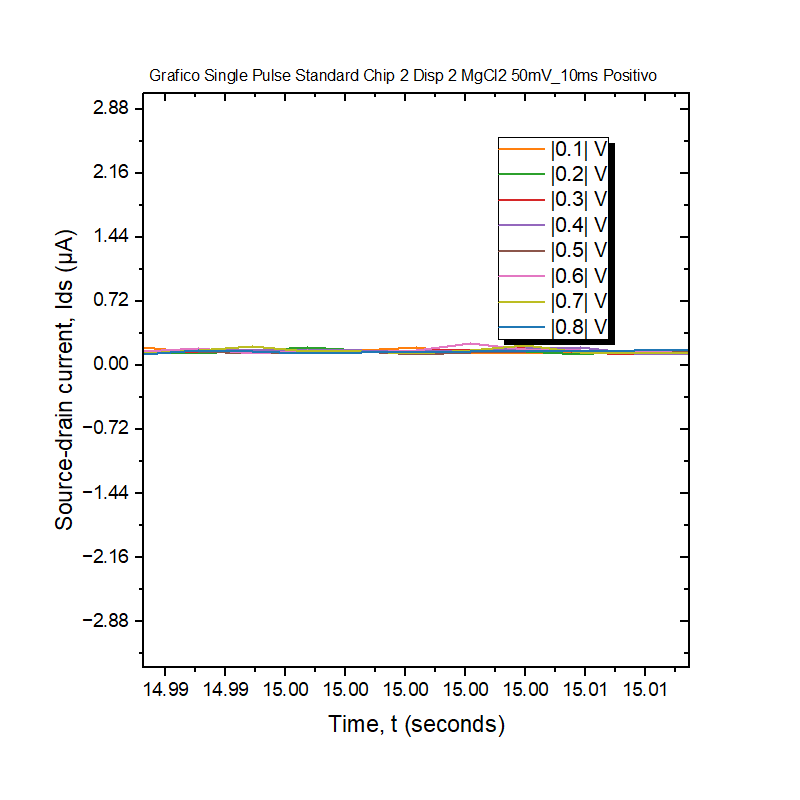 Grafico Single Pulse Standard Chip 2 Disp 2 MgCl2 50mV_10ms Positivo
2.88
2.16
1.44
0.72
0.00
−0.72
−1.44
−2.16
−2.88
Source-drain current, Ids (μA)
|0.1| V
|0.2| V
|0.3| V
|0.4| V
|0.5| V
|0.6| V
|0.7| V
|0.8| V
14.99 14.99 15.00 15.00 15.00 15.00 15.00 15.01 15.01
Time, t (seconds)